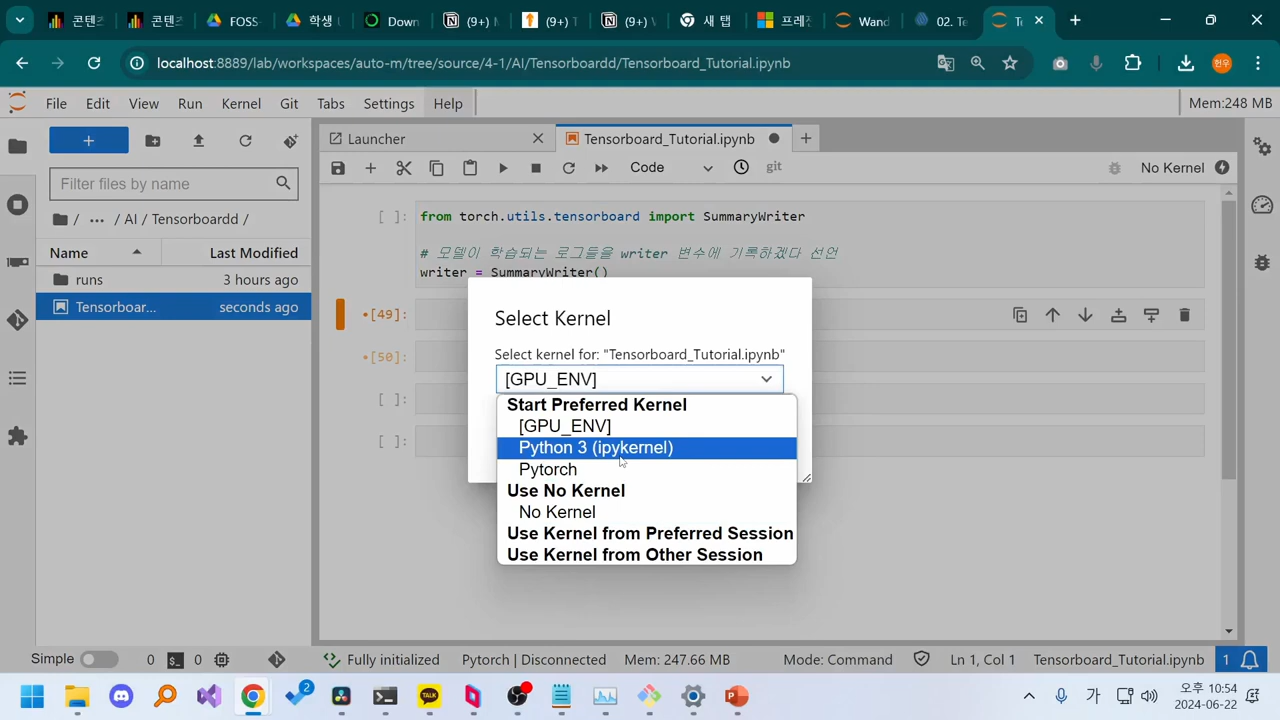 콘텐츠
콘텐츠
FOSS-
학생 (
Down
(9+) M
(9+) T
(9+) V
새 탭
프레젠
Wand
02. Te
Te
localhost:8889/lab/workspaces/auto-m/tree/source/4-1/AI/Tensorboardd/Tensorboard_Tutorial.ipynb
현우
File Edit View Run Kernel Git Tabs Settings Help
Mem:248 MB
Launcher
Tensorboard_Tutorial.ipynb
Filter files by name
Code
git
No Kernel
/ ··· / AI / Tensorboardd /
Name Last Modified
runs 3 hours ago
Tensorboar... seconds ago
[ ]: from torch.utils.tensorboard import SummaryWriter
# 모델이 학습되는 로그들을 writer 변수에 기록하겠다 선언
writer = SummaryWriter()
•[49]:
•[50]:
[ ]:
[ ]:
Select Kernel
Select kernel for: "Tensorboard_Tutorial.ipynb"
[GPU_ENV]
Start Preferred Kernel
[GPU_ENV]
Python 3 (ipykernel)
Pytorch
Use No Kernel
No Kernel
Use Kernel from Preferred Session
Use Kernel from Other Session
Simple 0 0 Fully initialized Pytorch | Disconnected Mem: 247.66 MB Mode: Command Ln 1, Col 1 Tensorboard_Tutorial.ipynb 1
2
TALK
가
오후 10:54
2024-06-22